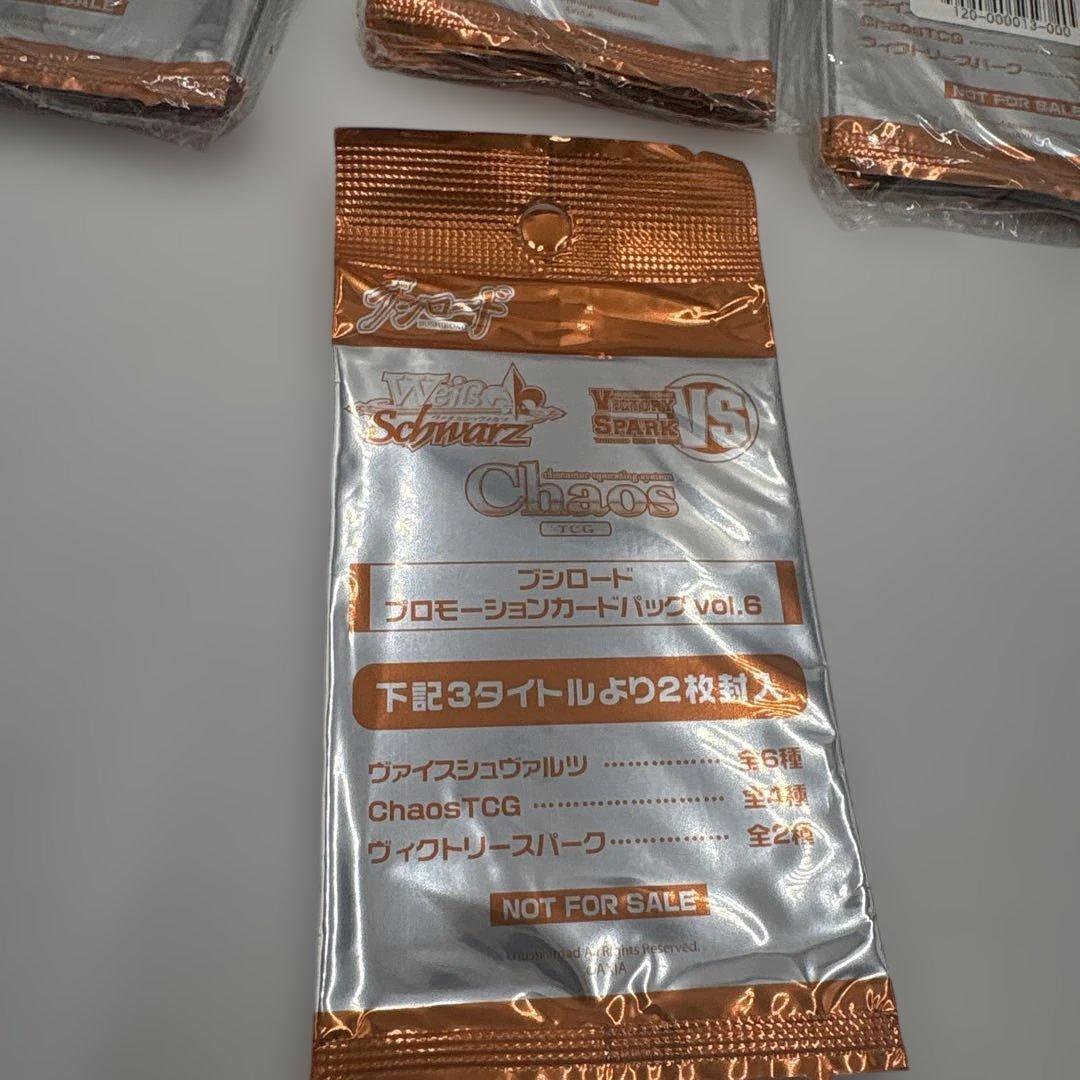 SALE
120-000013-000
ChaosTCG
ヴィクトリースパーク
NOT FOR SALE
ブシロード
BUSHIROAD
Weiß
Schwarz
ヴァイスシュヴァルツ
VICTORY
SPARK
VS
character operating system
Chaos
TCG
ブシロード
プロモーションカードパック vol.6
下記3タイトルより2枚封入
ヴァイスシュヴァルツ ················ 全6種
ChaosTCG ························ 全4種
ヴィクトリースパーク··············· 全2種
NOT FOR SALE
Bushiroad All Rights Reserved.